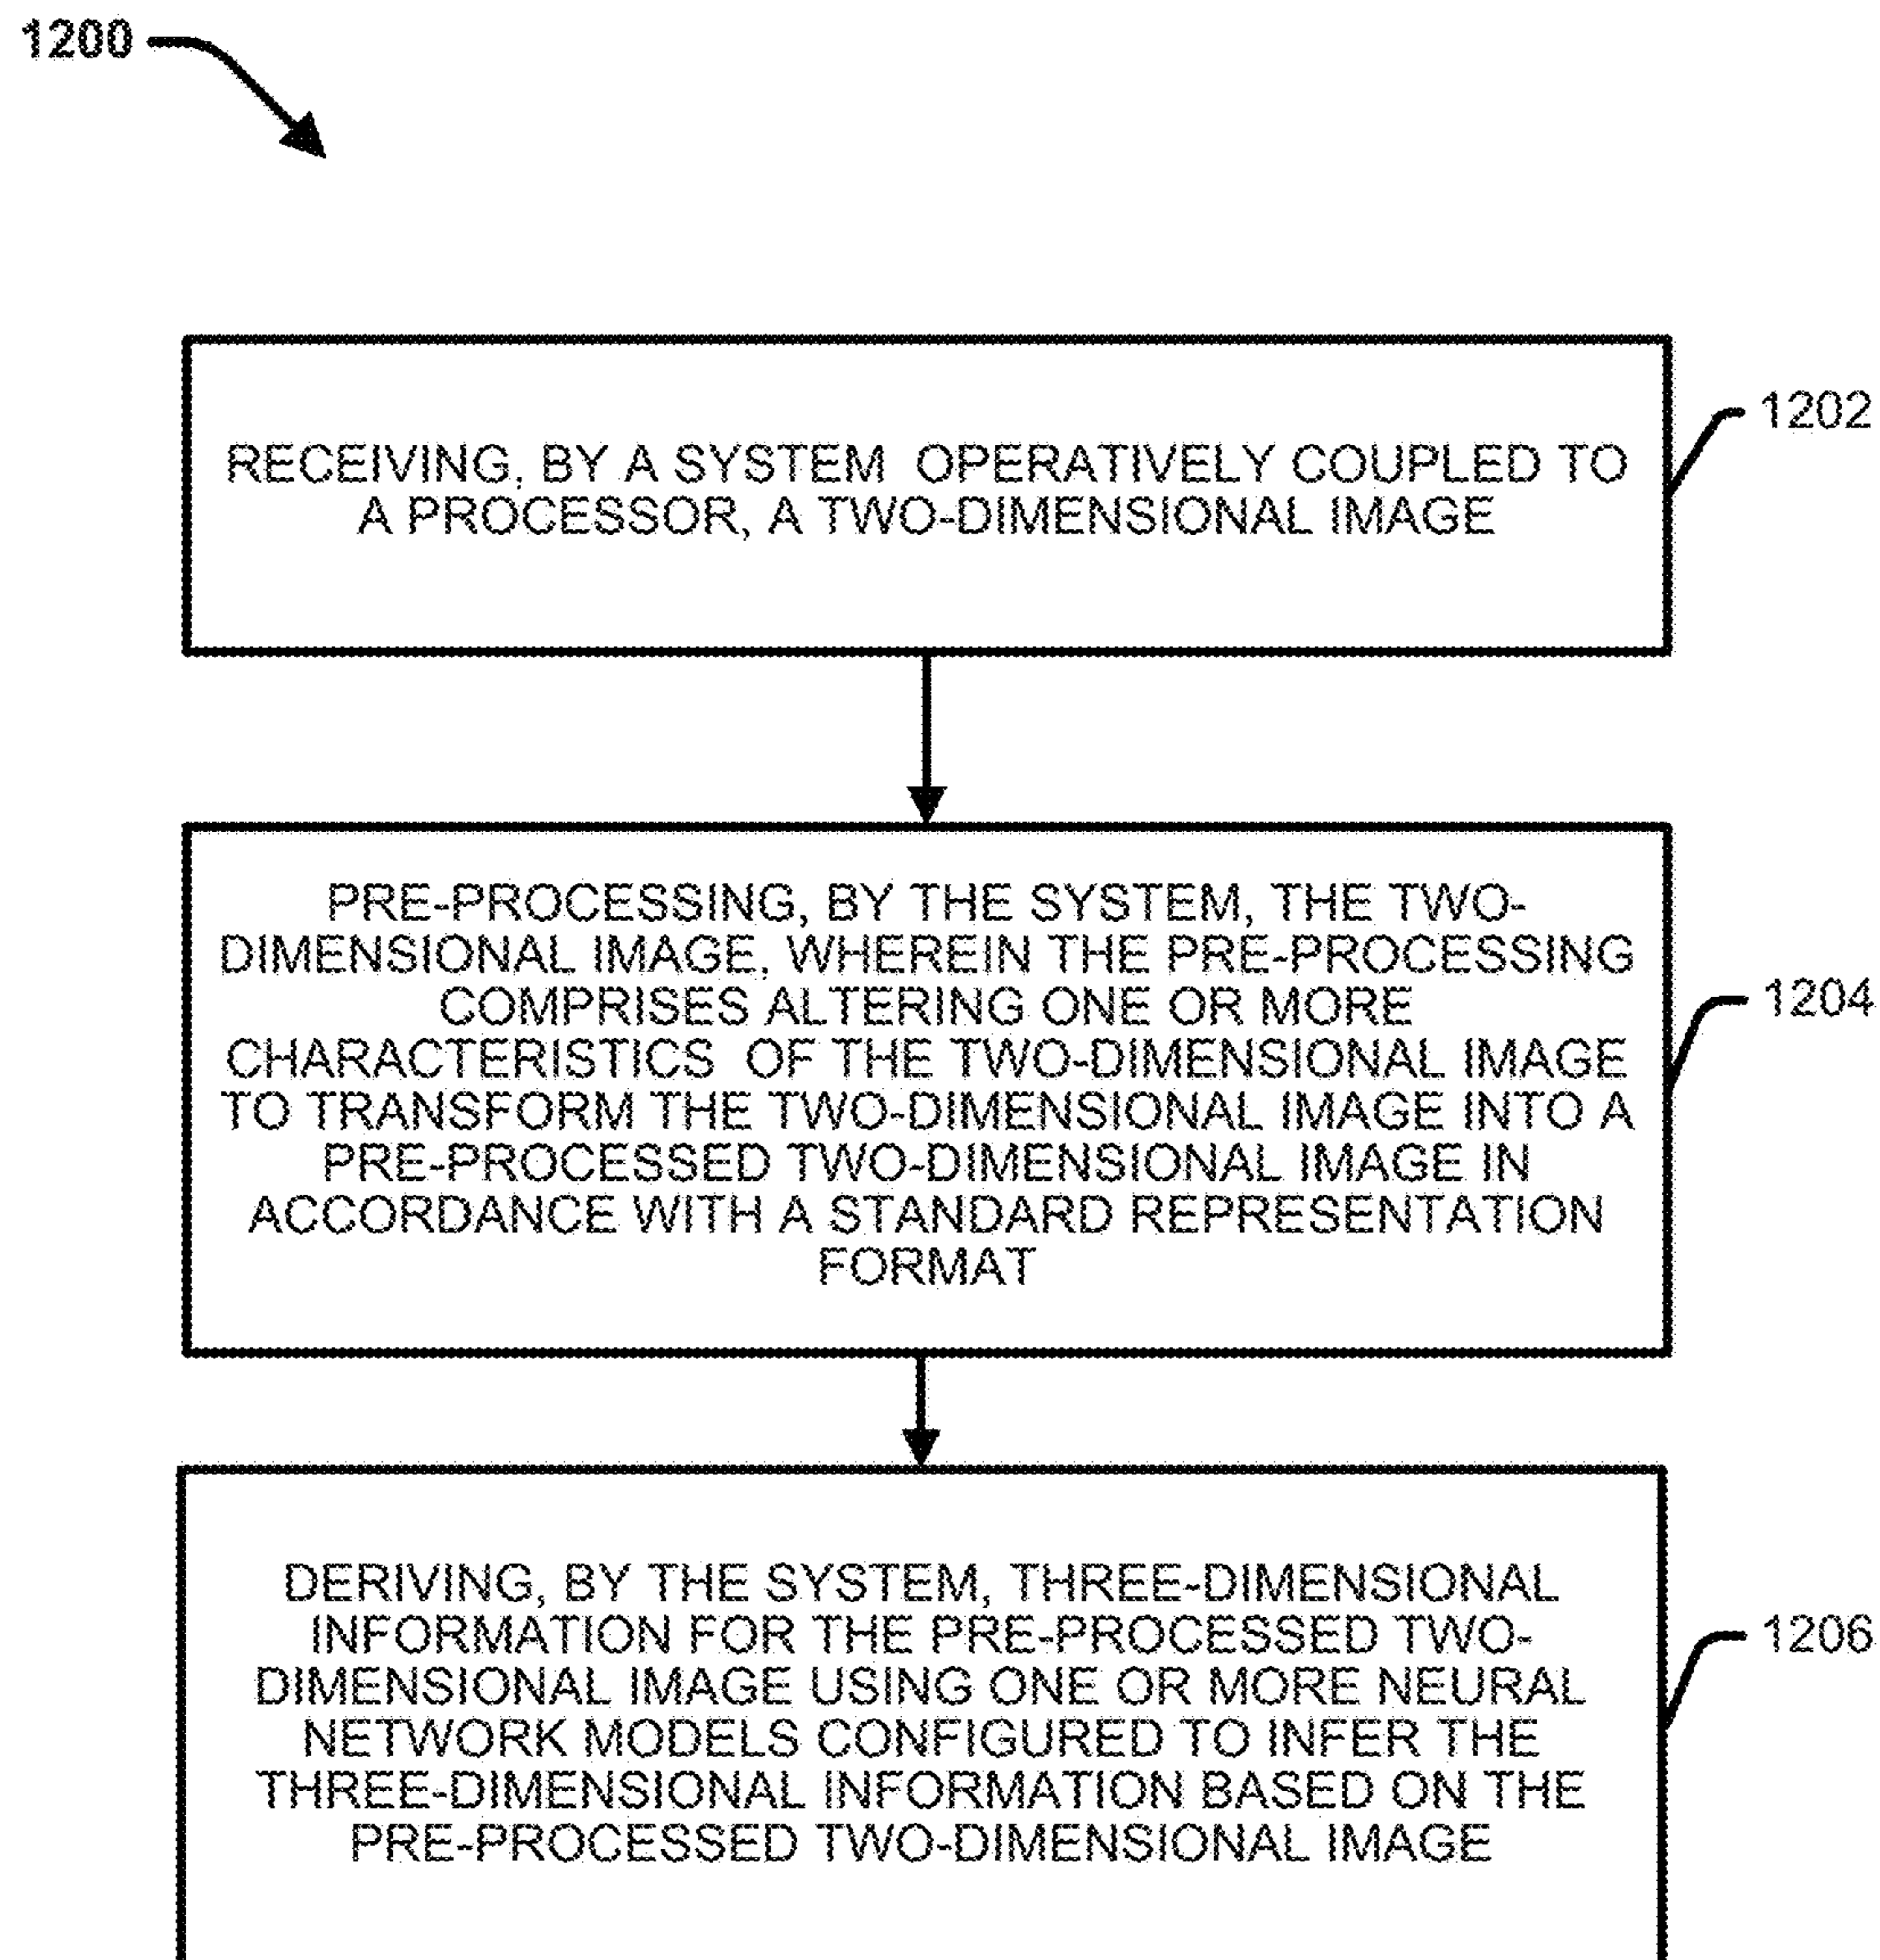 1200
RECEIVING, BY A SYSTEM OPERATIVELY COUPLED TO
A PROCESSOR, A TWO-DIMENSIONAL IMAGE
1202
PRE-PROCESSING, BY THE SYSTEM, THE TWO-
DIMENSIONAL IMAGE, WHEREIN THE PRE-PROCESSING
COMPRISES ALTERING ONE OR MORE
CHARACTERISTICS OF THE TWO-DIMENSIONAL IMAGE
TO TRANSFORM THE TWO-DIMENSIONAL IMAGE INTO A
PRE-PROCESSED TWO-DIMENSIONAL IMAGE IN
ACCORDANCE WITH A STANDARD REPRESENTATION
FORMAT
1204
DERIVING, BY THE SYSTEM, THREE-DIMENSIONAL
INFORMATION FOR THE PRE-PROCESSED TWO-
DIMENSIONAL IMAGE USING ONE OR MORE NEURAL
NETWORK MODELS CONFIGURED TO INFER THE
THREE-DIMENSIONAL INFORMATION BASED ON THE
PRE-PROCESSED TWO-DIMENSIONAL IMAGE
1206